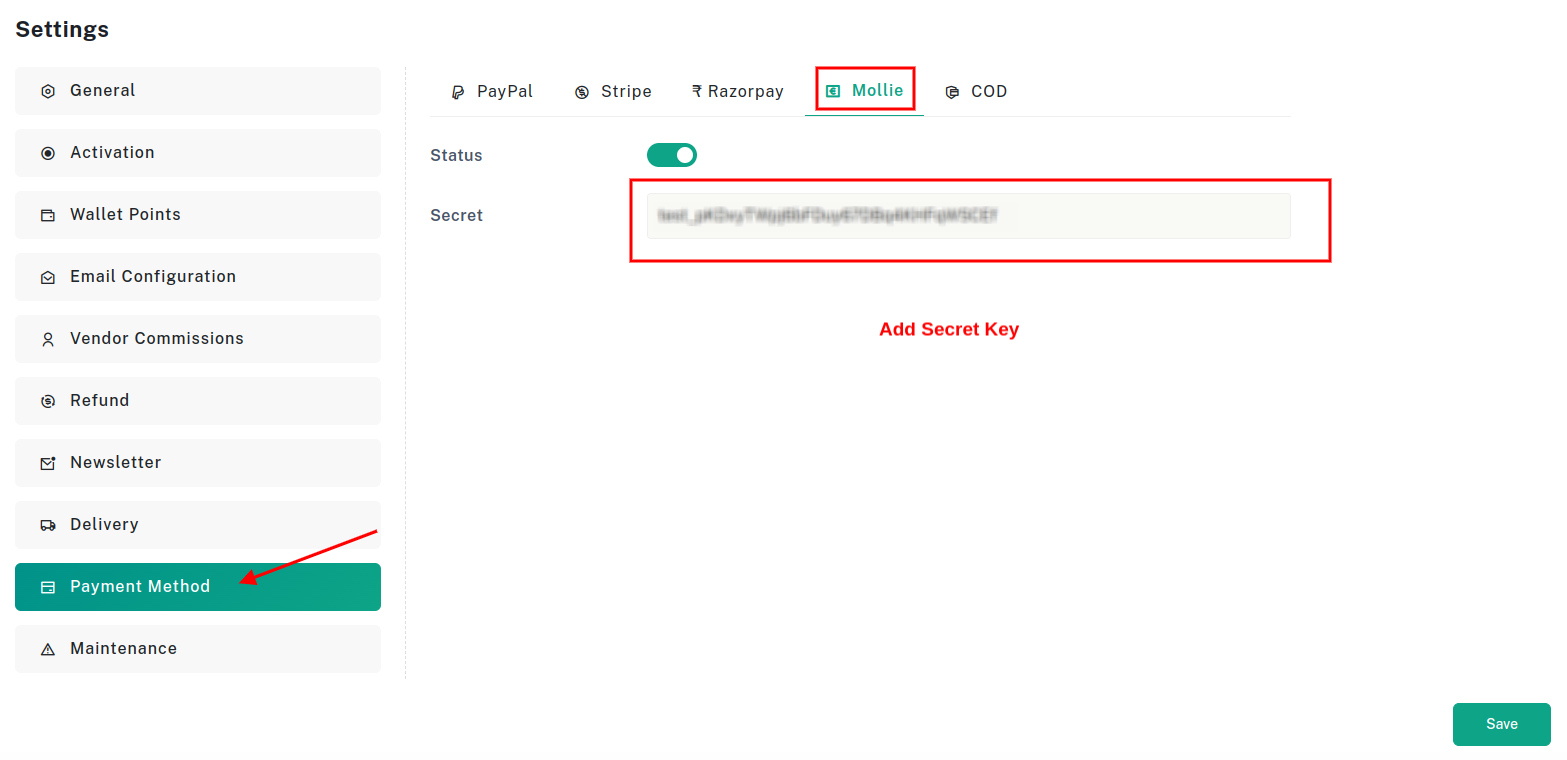 Settings
General
Activation
Wallet Points
Email Configuration
Vendor Commissions
Refund
Newsletter
Delivery
Payment Method
Maintenance
PayPal
Stripe
₹ Razorpay
Mollie
COD
Status
Secret
Add Secret Key
Save